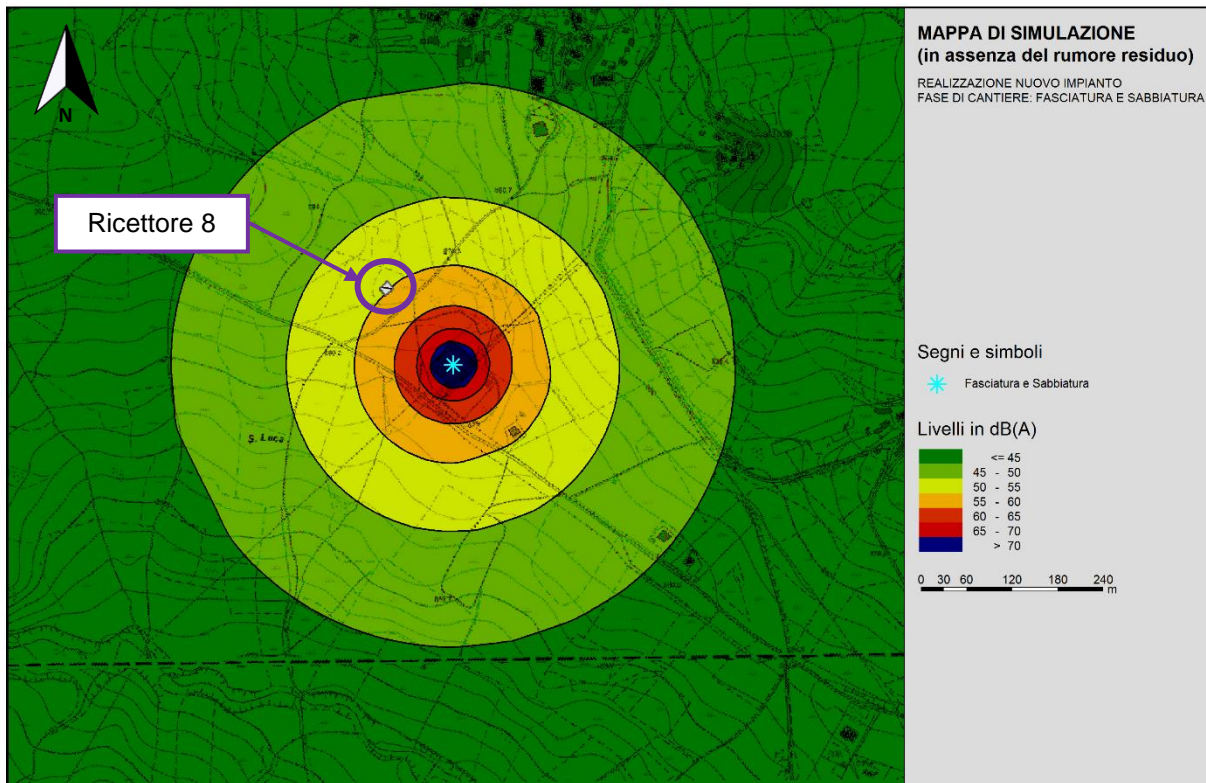 N
Ricettore 8
S. Luca
MAPPA DI SIMULAZIONE
(in assenza del rumore residuo)
REALIZZAZIONE NUOVO IMPIANTO
FASE DI CANTIERE: FASCIATURA E SABBIATURA
Segni e simboli
Fasciatura e Sabbiatura
Livelli in dB(A)
<= 45
45 - 50
50 - 55
55 - 60
60 - 65
65 - 70
> 70
0 30 60 120 180 240
m